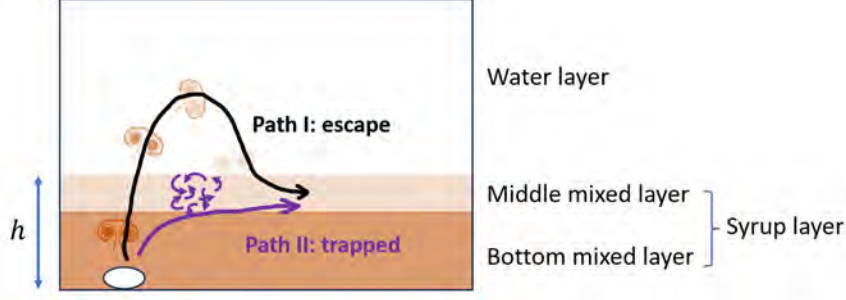 Water layer
Path I: escape
Middle mixed layer
h
Syrup layer
Path II: trapped
Bottom mixed layer